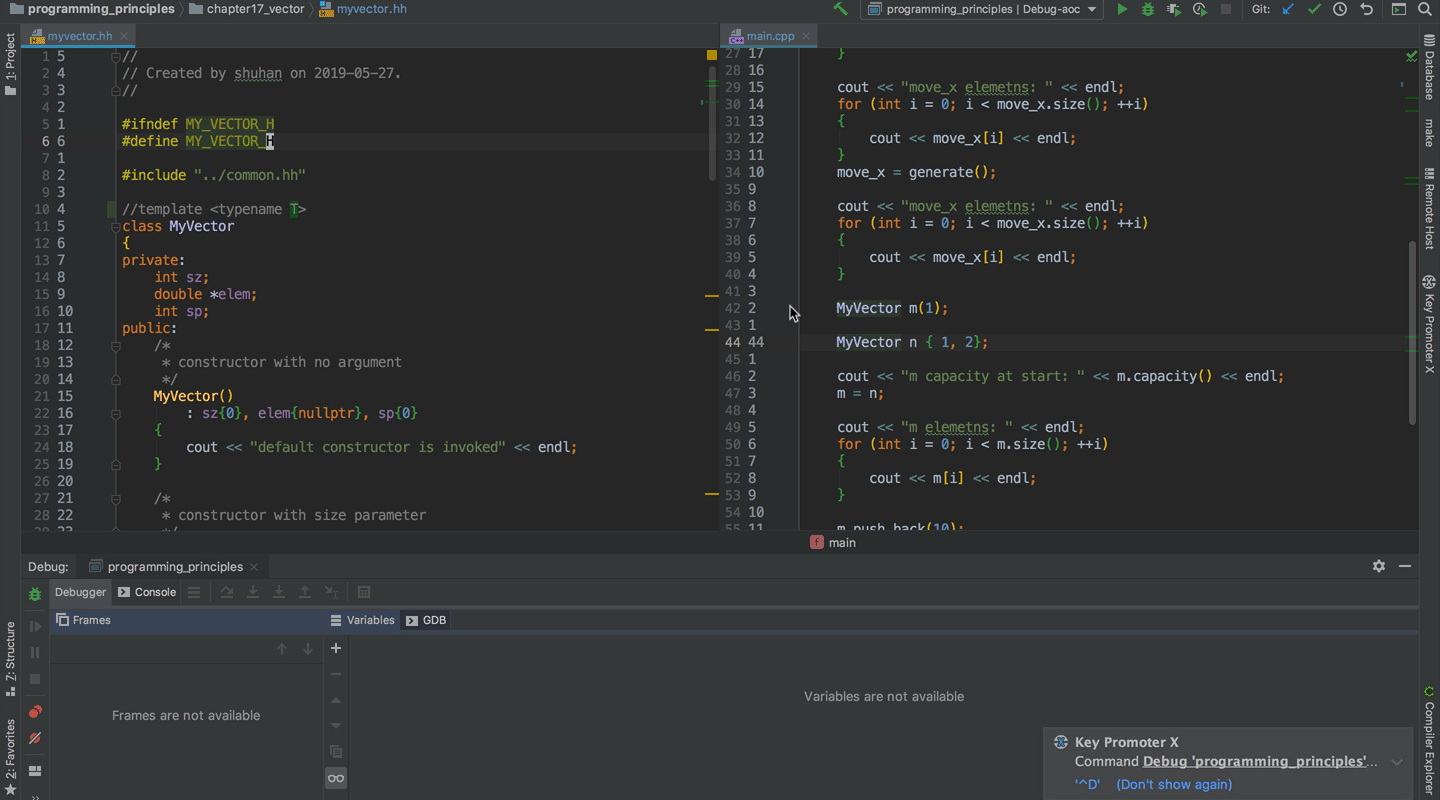 programming_principles chapter17_vector myvector.hh programming_principles | Debug-aoc Git:
myvector.hh main.cpp
1: Project
1 5 //
2 4 // Created by shuhan on 2019-05-27.
3 3 //
4 2
5 1 #ifndef MY_VECTOR_H
6 6 #define MY_VECTOR_H
7 1
8 2 #include "../common.hh"
9 3
10 4 //template <typename T>
11 5 class MyVector
12 6 {
13 7 private:
14 8 int sz;
15 9 double *elem;
16 10 int sp;
17 11 public:
18 12 /*
19 13 * constructor with no argument
20 14 */
21 15 MyVector()
22 16 : sz{0}, elem{nullptr}, sp{0}
23 17 {
24 18 cout << "default constructor is invoked" << endl;
25 19 }
26 20
27 21 /*
28 22 * constructor with size parameter
29 23 */
27 17 }
28 16
29 15 cout << "move_x elemetns: " << endl;
30 14 for (int i = 0; i < move_x.size(); ++i)
31 13 {
32 12 cout << move_x[i] << endl;
33 11 }
34 10 move_x = generate();
35 9
36 8 cout << "move_x elemetns: " << endl;
37 7 for (int i = 0; i < move_x.size(); ++i)
38 6 {
39 5 cout << move_x[i] << endl;
40 4 }
41 3
42 2 MyVector m(1);
43 1
44 44 MyVector n { 1, 2};
45 1
46 2 cout << "m capacity at start: " << m.capacity() << endl;
47 3 m = n;
48 4
49 5 cout << "m elemetns: " << endl;
50 6 for (int i = 0; i < m.size(); ++i)
51 7 {
52 8 cout << m[i] << endl;
53 9 }
54 10
55 11 m.push_back(10);
f main
Database
make
Remote Host
Key Promoter X
Compiler Explorer
Z: Structure
2: Favorites
Debug: programming_principles
Debugger Console
Frames Variables GDB
Frames are not available
Variables are not available
Key Promoter X
Command Debug 'programming_principles'...
'^D' (Don't show again)